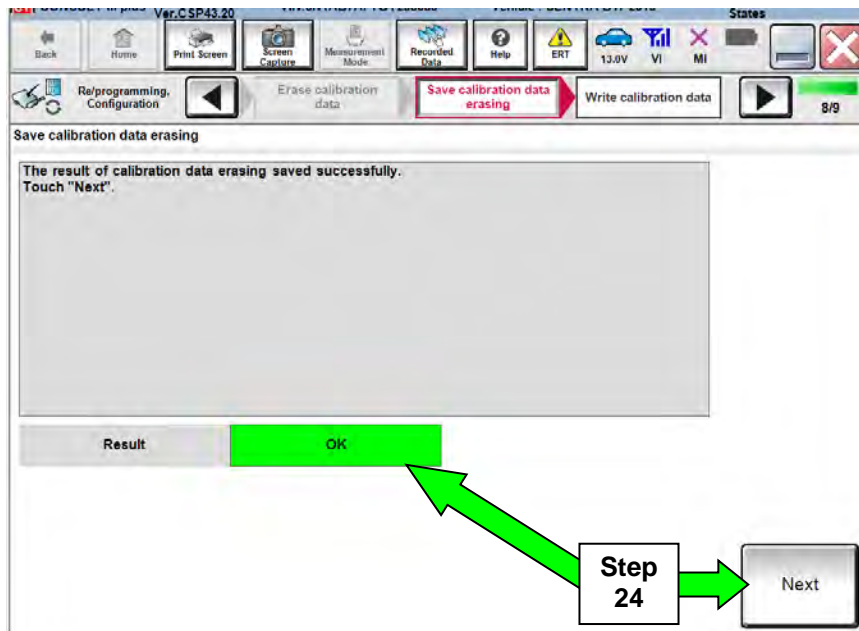 Ver.CSP43.20
States
Back
Home
Print Screen
Screen Capture
Measurement Mode
Recorded Data
Help
ERT
13.0V
VI
MI
Re/programming, Configuration
Erase calibration data
Save calibration data erasing
Write calibration data
8/9
Save calibration data erasing
The result of calibration data erasing saved successfully.
Touch "Next".
Result
OK
Step
24
Next